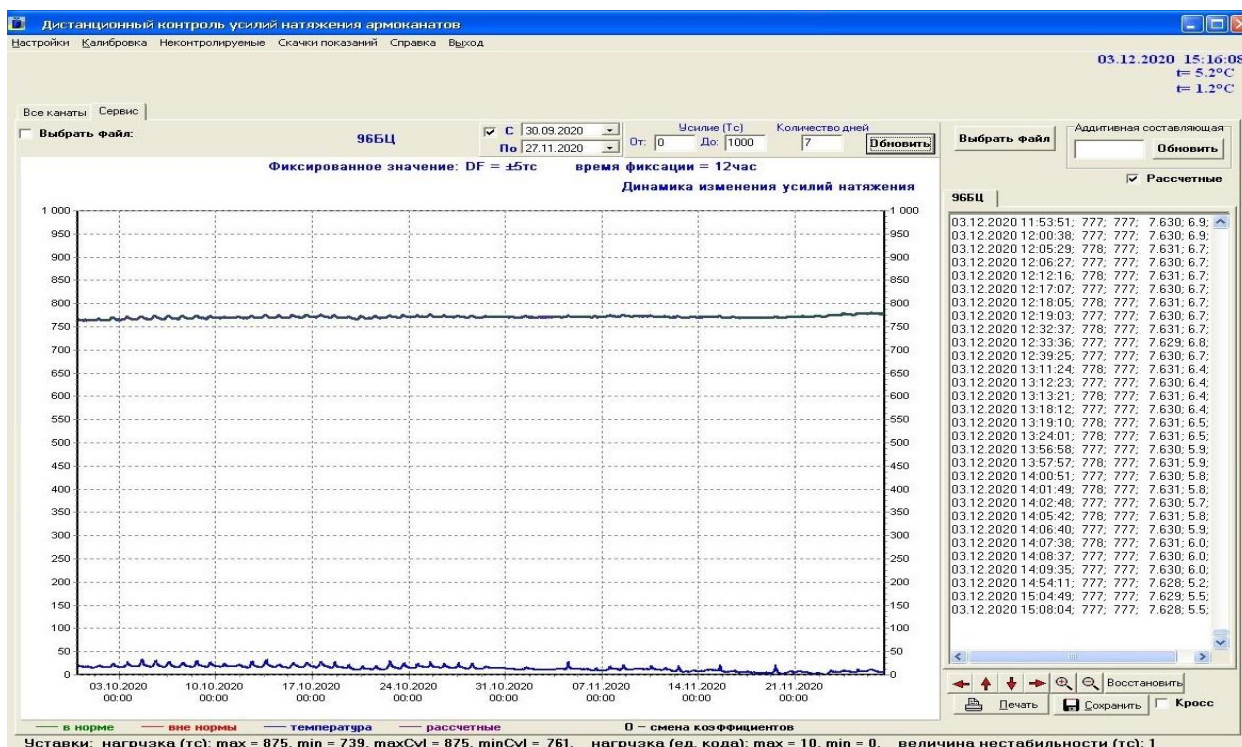 Дистанционный контроль усилий натяжения армоканатов
Настройки Калибровка Неконтролируемые Скачки показаний Справка Выход
03.12.2020 15:16:08
t= 5.2°C
t= 1.2°C
Все канаты Сервис
Выбрать файл:
96БЦ
С 30.09.2020
По 27.11.2020
Усилие (Тс)
От: 0 До: 1000
Количество дней
7
Обновить
Выбрать файл
Аддитивная составляющая
Обновить
Рассчетные
Фиксированное значение: DF = ±5тс время фиксации = 12час
Динамика изменения усилий натяжения
1 000 1 000
950 950
900 900
850 850
800 800
750 750
700 700
650 650
600 600
550 550
500 500
450 450
400 400
350 350
300 300
250 250
200 200
150 150
100 100
50 50
0 0
03.10.2020 10.10.2020 17.10.2020 24.10.2020 31.10.2020 07.11.2020 14.11.2020 21.11.2020
00:00 00:00 00:00 00:00 00:00 00:00 00:00 00:00
96БЦ
03.12.2020 11:53:51; 777; 777; 7.630; 6.9;
03.12.2020 12:00:38; 777; 777; 7.630; 6.9;
03.12.2020 12:05:29; 778; 777; 7.631; 6.7;
03.12.2020 12:06:27; 777; 777; 7.630; 6.7;
03.12.2020 12:12:16; 778; 777; 7.631; 6.7;
03.12.2020 12:17:07; 777; 777; 7.630; 6.7;
03.12.2020 12:18:05; 778; 777; 7.631; 6.7;
03.12.2020 12:19:03; 777; 777; 7.630; 6.7;
03.12.2020 12:32:37; 778; 777; 7.631; 6.7;
03.12.2020 12:33:36; 777; 777; 7.629; 6.8;
03.12.2020 12:39:25; 777; 777; 7.630; 6.7;
03.12.2020 13:11:24; 778; 777; 7.631; 6.4;
03.12.2020 13:12:23; 777; 777; 7.630; 6.4;
03.12.2020 13:13:21; 778; 777; 7.631; 6.4;
03.12.2020 13:18:12; 777; 777; 7.630; 6.4;
03.12.2020 13:19:10; 778; 777; 7.631; 6.5;
03.12.2020 13:24:01; 778; 777; 7.631; 6.5;
03.12.2020 13:56:58; 777; 777; 7.630; 5.9;
03.12.2020 13:57:57; 778; 777; 7.631; 5.9;
03.12.2020 14:00:51; 777; 777; 7.630; 5.8;
03.12.2020 14:01:49; 778; 777; 7.631; 5.8;
03.12.2020 14:02:48; 777; 777; 7.630; 5.7;
03.12.2020 14:05:42; 778; 777; 7.631; 5.8;
03.12.2020 14:06:40; 777; 777; 7.630; 5.9;
03.12.2020 14:07:38; 778; 777; 7.631; 6.0;
03.12.2020 14:08:37; 777; 777; 7.630; 6.0;
03.12.2020 14:09:35; 777; 777; 7.630; 6.0;
03.12.2020 14:54:11; 777; 777; 7.628; 5.2;
03.12.2020 15:04:49; 777; 777; 7.629; 5.5;
03.12.2020 15:08:04; 777; 777; 7.628; 5.5;
Восстановить
Печать Сохранить Кросс
в норме вне нормы температура рассчетные 0 – смена коэффициентов
Уставки: нагрузка (тс): max = 875, min = 739, maxCyl = 875, minCyl = 761, нагрузка (ед. кода): max = 10, min = 0, величина нестабильности (тс): 1